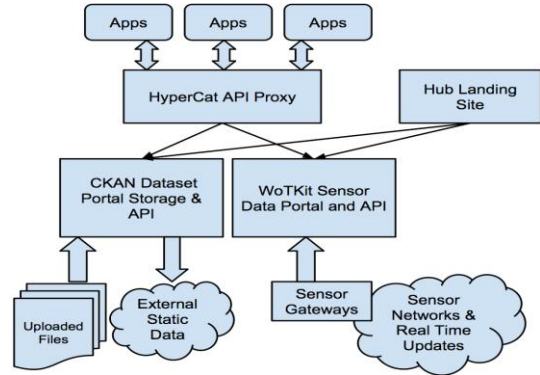 Apps
Apps
Apps
HyperCat API Proxy
Hub Landing
Site
CKAN Dataset
Portal Storage &
API
WoTKit Sensor
Data Portal and API
Uploaded
Files
External
Static
Data
Sensor
Gateways
Sensor
Networks &
Real Time
Updates